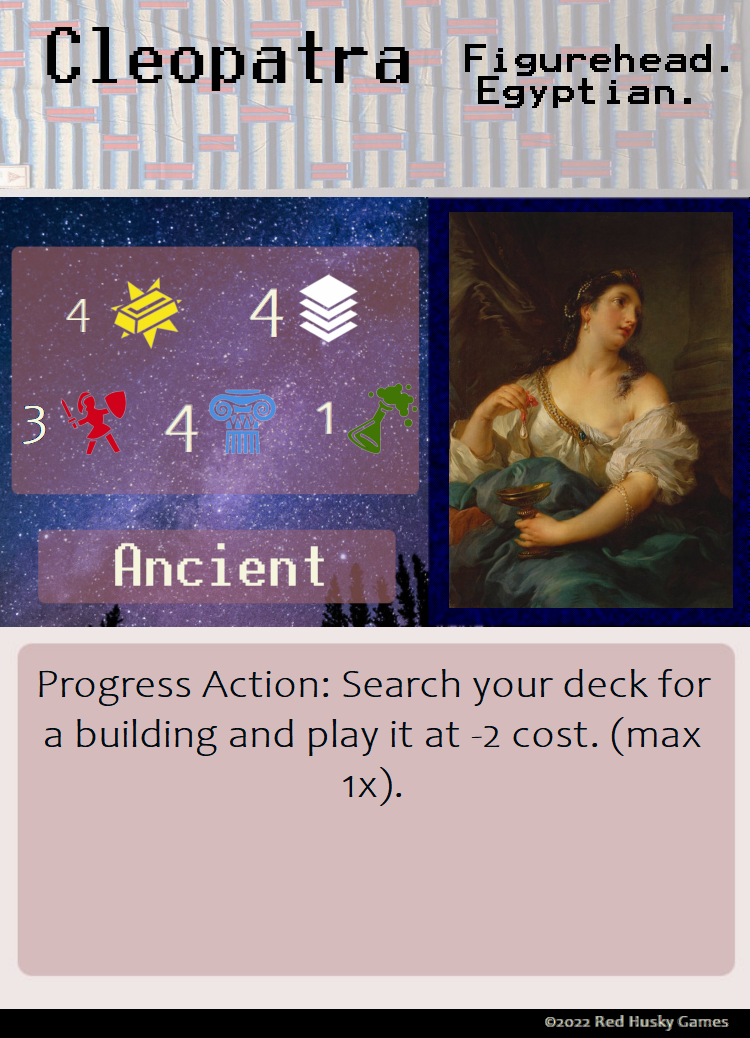 Cleopatra
Figurehead.
Egyptian.
4 4
3 4 1
Ancient
Progress Action: Search your deck for
a building and play it at -2 cost. (max
1x).
©2022 Red Husky Games